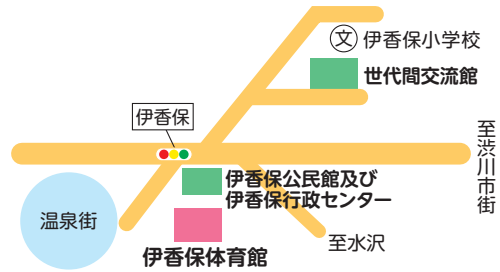 文 伊香保小学校
世代間交流館
伊香保
至渋川市街
伊香保公民館及び
伊香保行政センター
温泉街
至水沢
伊香保体育館